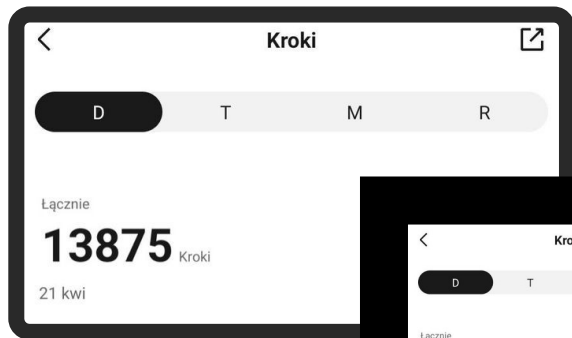 Kroki
D T M R
Łącznie
13875 Kroki
21 kwi
D T
Łącznie